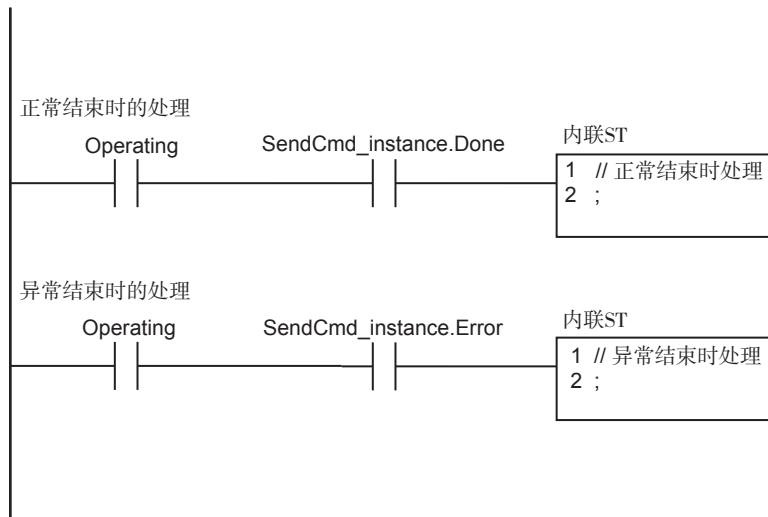 正常结束时的处理
Operating
SendCmd_instance.Done
内联ST
1 // 正常结束时处理
2 ;
异常结束时的处理
Operating
SendCmd_instance.Error
内联ST
1 // 异常结束时处理
2 ;